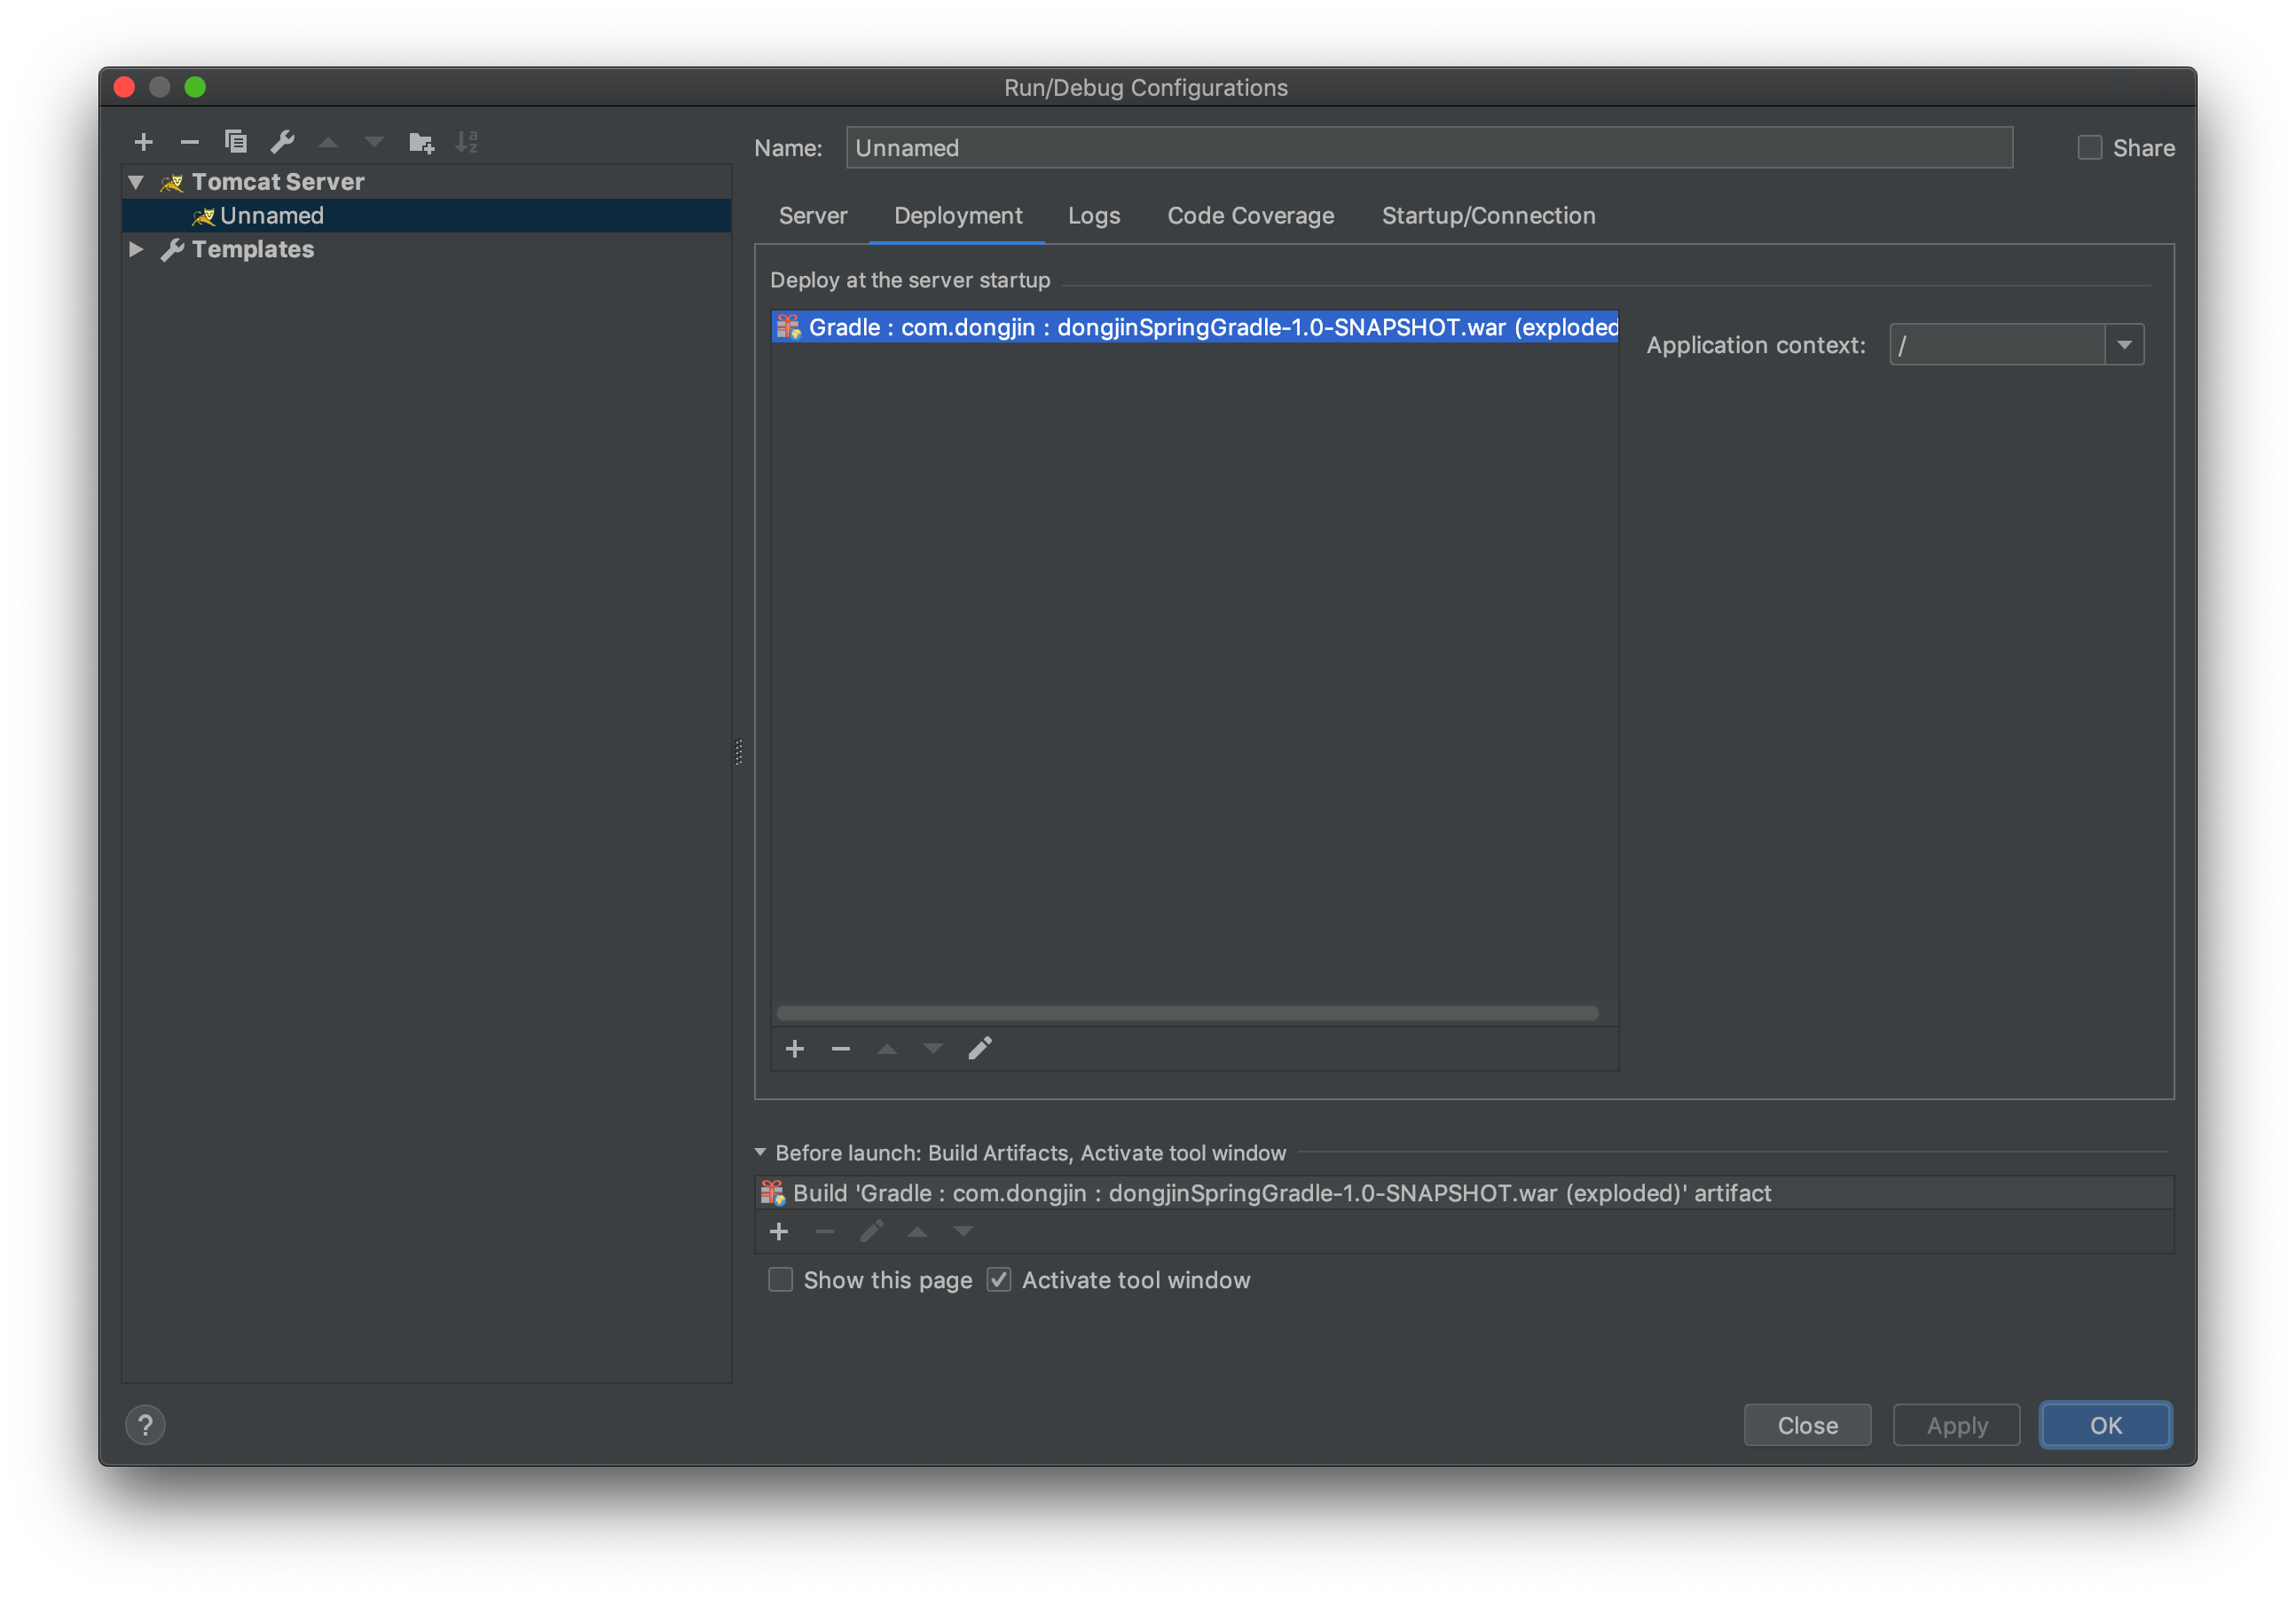 Run/Debug Configurations
Name: Unnamed Share
Tomcat Server
Unnamed
Templates
Server Deployment Logs Code Coverage Startup/Connection
Deploy at the server startup
Gradle : com.dongjin : dongjinSpringGradle-1.0-SNAPSHOT.war (exploded
Application context: /
Before launch: Build Artifacts, Activate tool window
Build 'Gradle : com.dongjin : dongjinSpringGradle-1.0-SNAPSHOT.war (exploded)' artifact
Show this page Activate tool window
? Close Apply OK